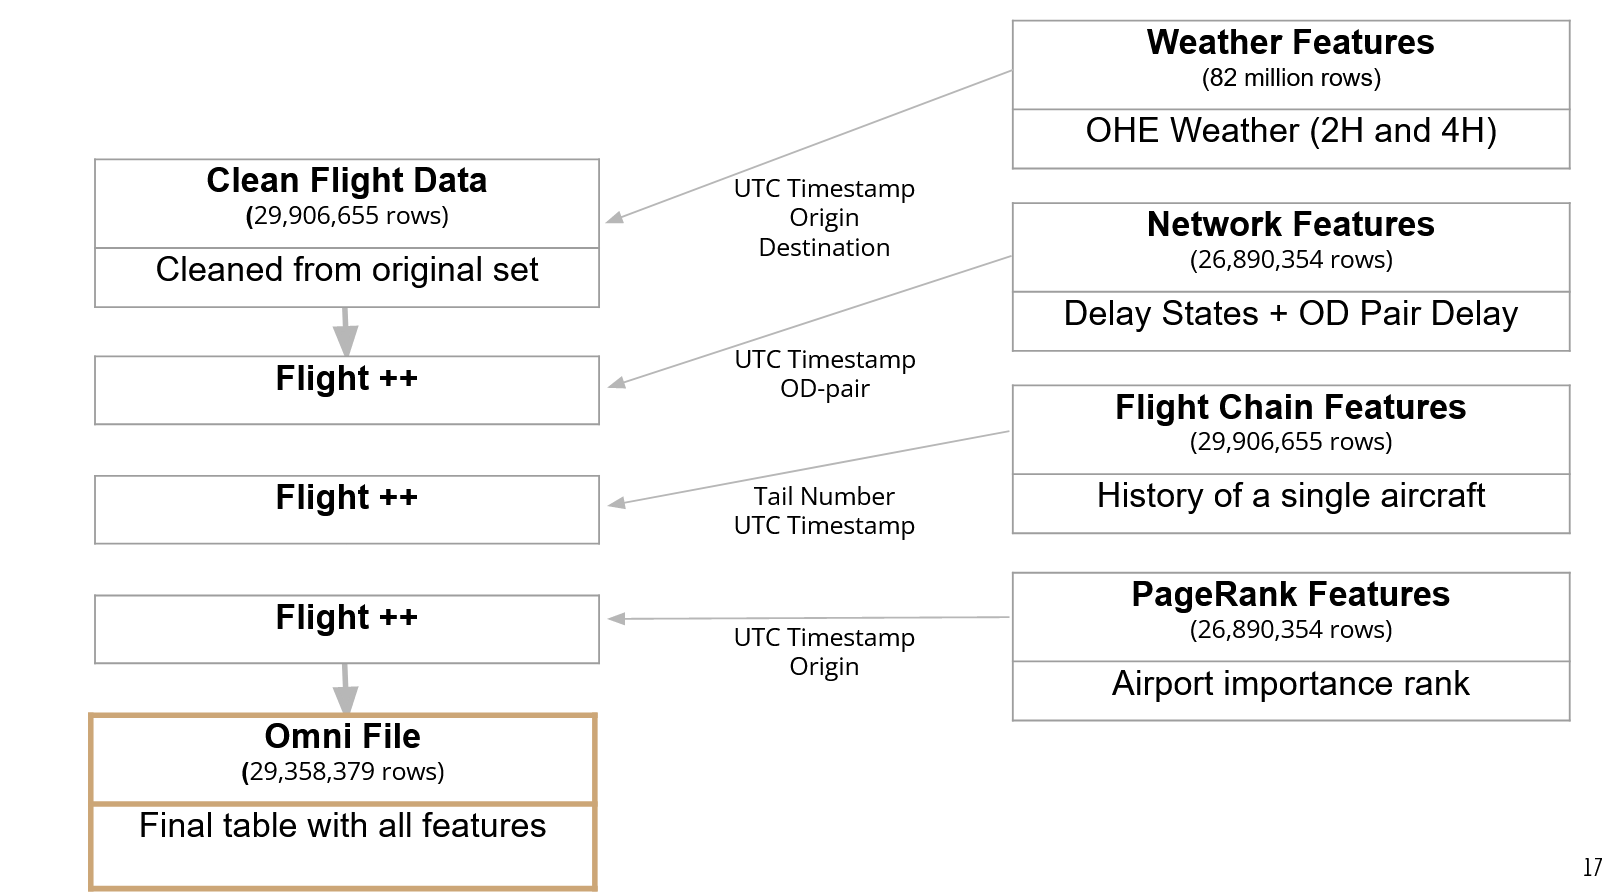 Clean Flight Data
(29,906,655 rows)
Cleaned from original set
Flight ++
Flight ++
Flight ++
Omni File
(29,358,379 rows)
Final table with all features
UTC Timestamp
Origin
Destination
UTC Timestamp
OD-pair
Tail Number
UTC Timestamp
UTC Timestamp
Origin
Weather Features
(82 million rows)
OHE Weather (2H and 4H)
Network Features
(26,890,354 rows)
Delay States + OD Pair Delay
Flight Chain Features
(29,906,655 rows)
History of a single aircraft
PageRank Features
(26,890,354 rows)
Airport importance rank
17